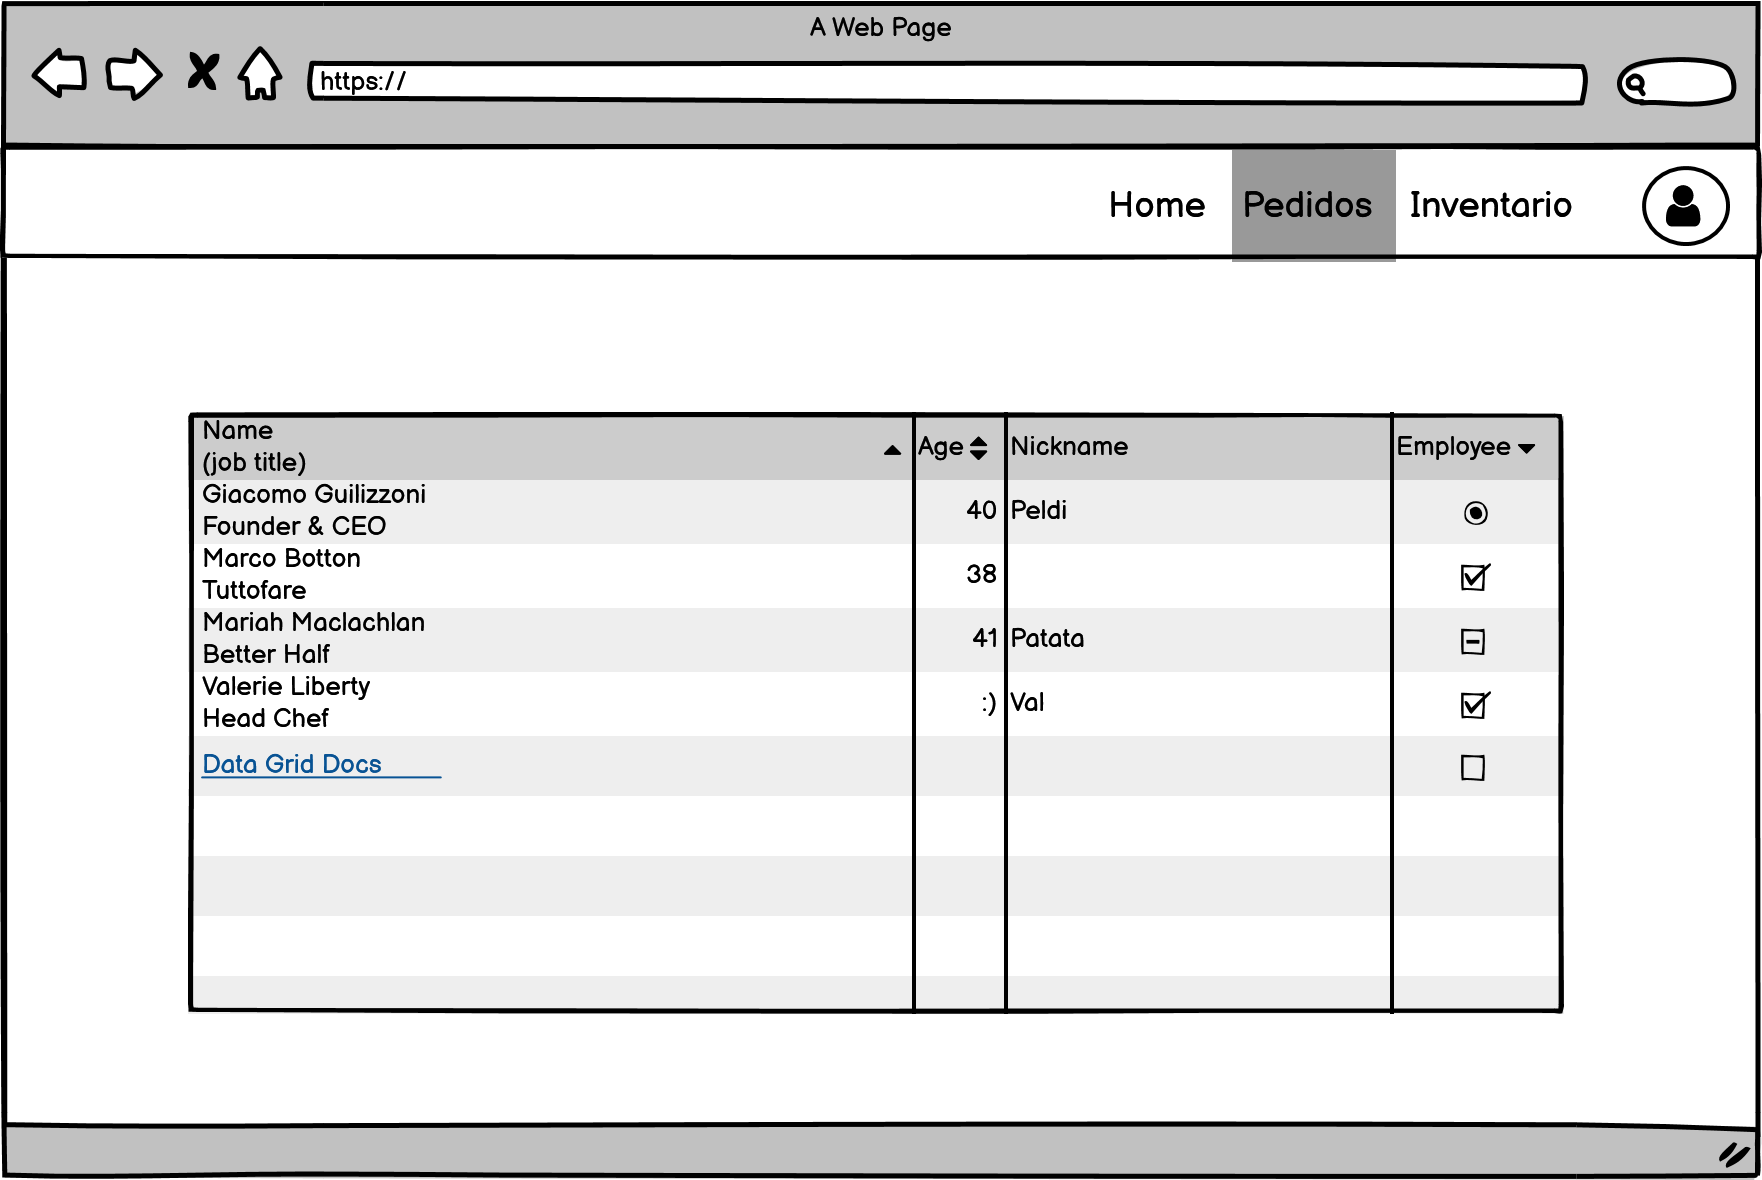 A Web Page
https://
Home Pedidos Inventario
Name
(job title)
Age
Nickname
Employee
Giacomo Guilizzoni
Founder & CEO
40
Peldi
Marco Botton
Tuttofare
38
Mariah Maclachlan
Better Half
41
Patata
Valerie Liberty
Head Chef
:)
Val
Data Grid Docs